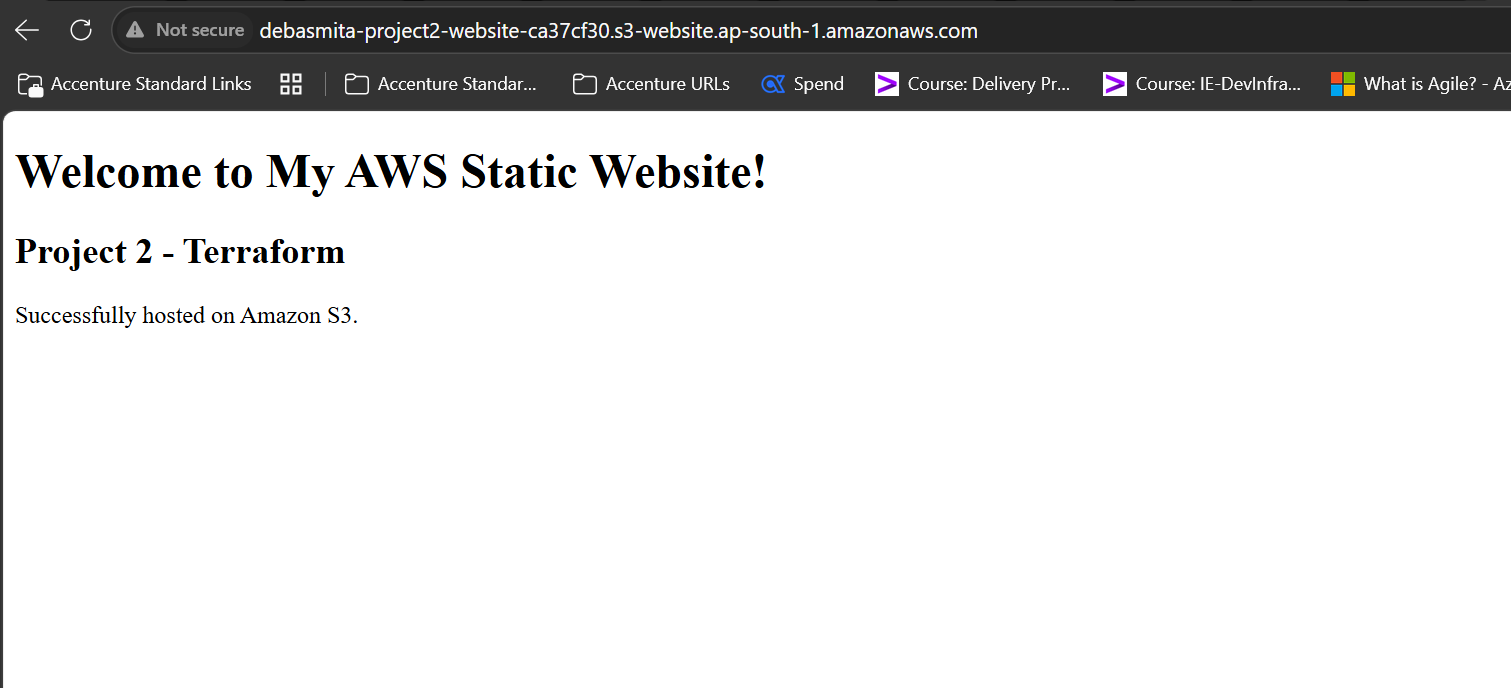 Not secure debasmita-project2-website-ca37cf30.s3-website.ap-south-1.amazonaws.com
Accenture Standard Links Accenture Standar... Accenture URLs Spend Course: Delivery Pr... Course: IE-DevInfra... What is Agile? - Az
Welcome to My AWS Static Website!
Project 2 - Terraform
Successfully hosted on Amazon S3.